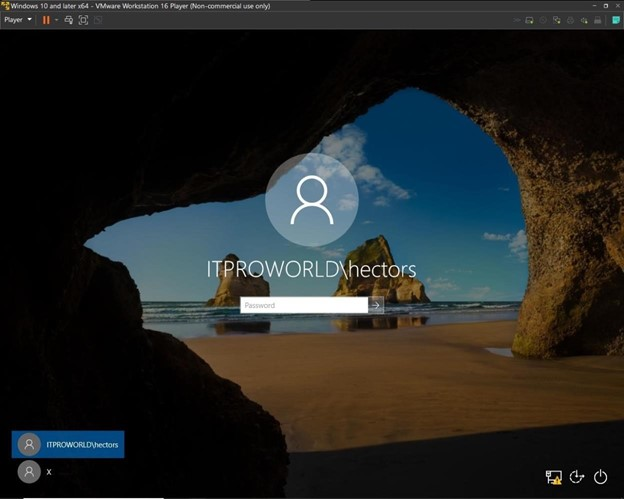 Windows 10 and later x64 - VMware Workstation 16 Player (Non-commercial use only)
Player
ITPROWORLD\hectors
Password
ITPROWORLD\hectors
X